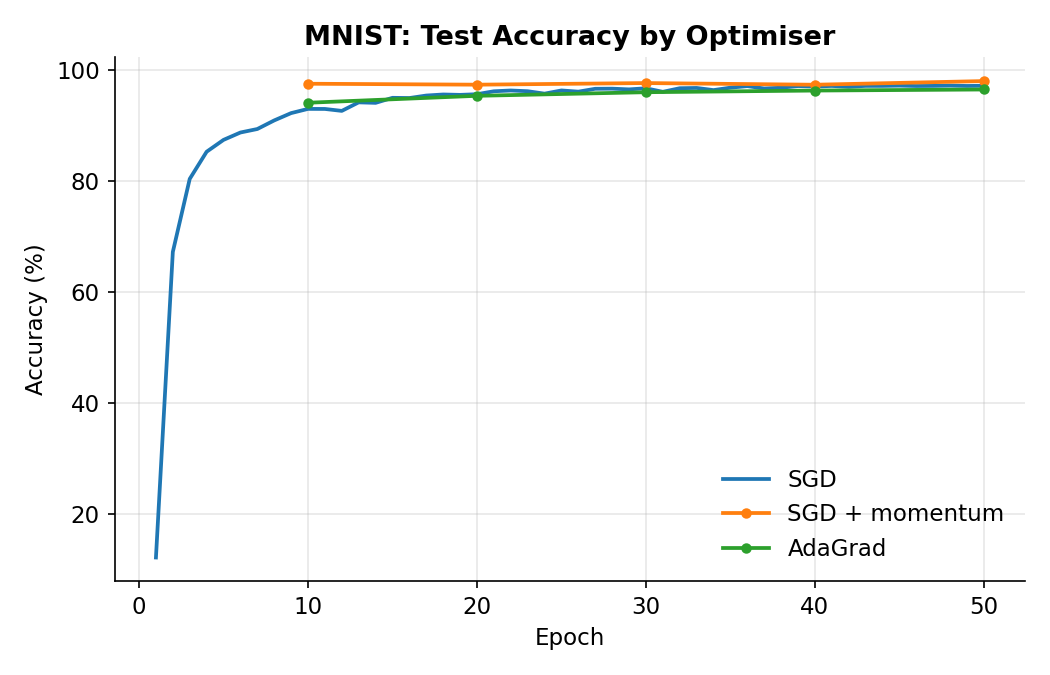 MNIST: Test Accuracy by Optimiser
100
80
60
40
20
Accuracy (%)
SGD
SGD + momentum
AdaGrad
0 10 20 30 40 50
Epoch